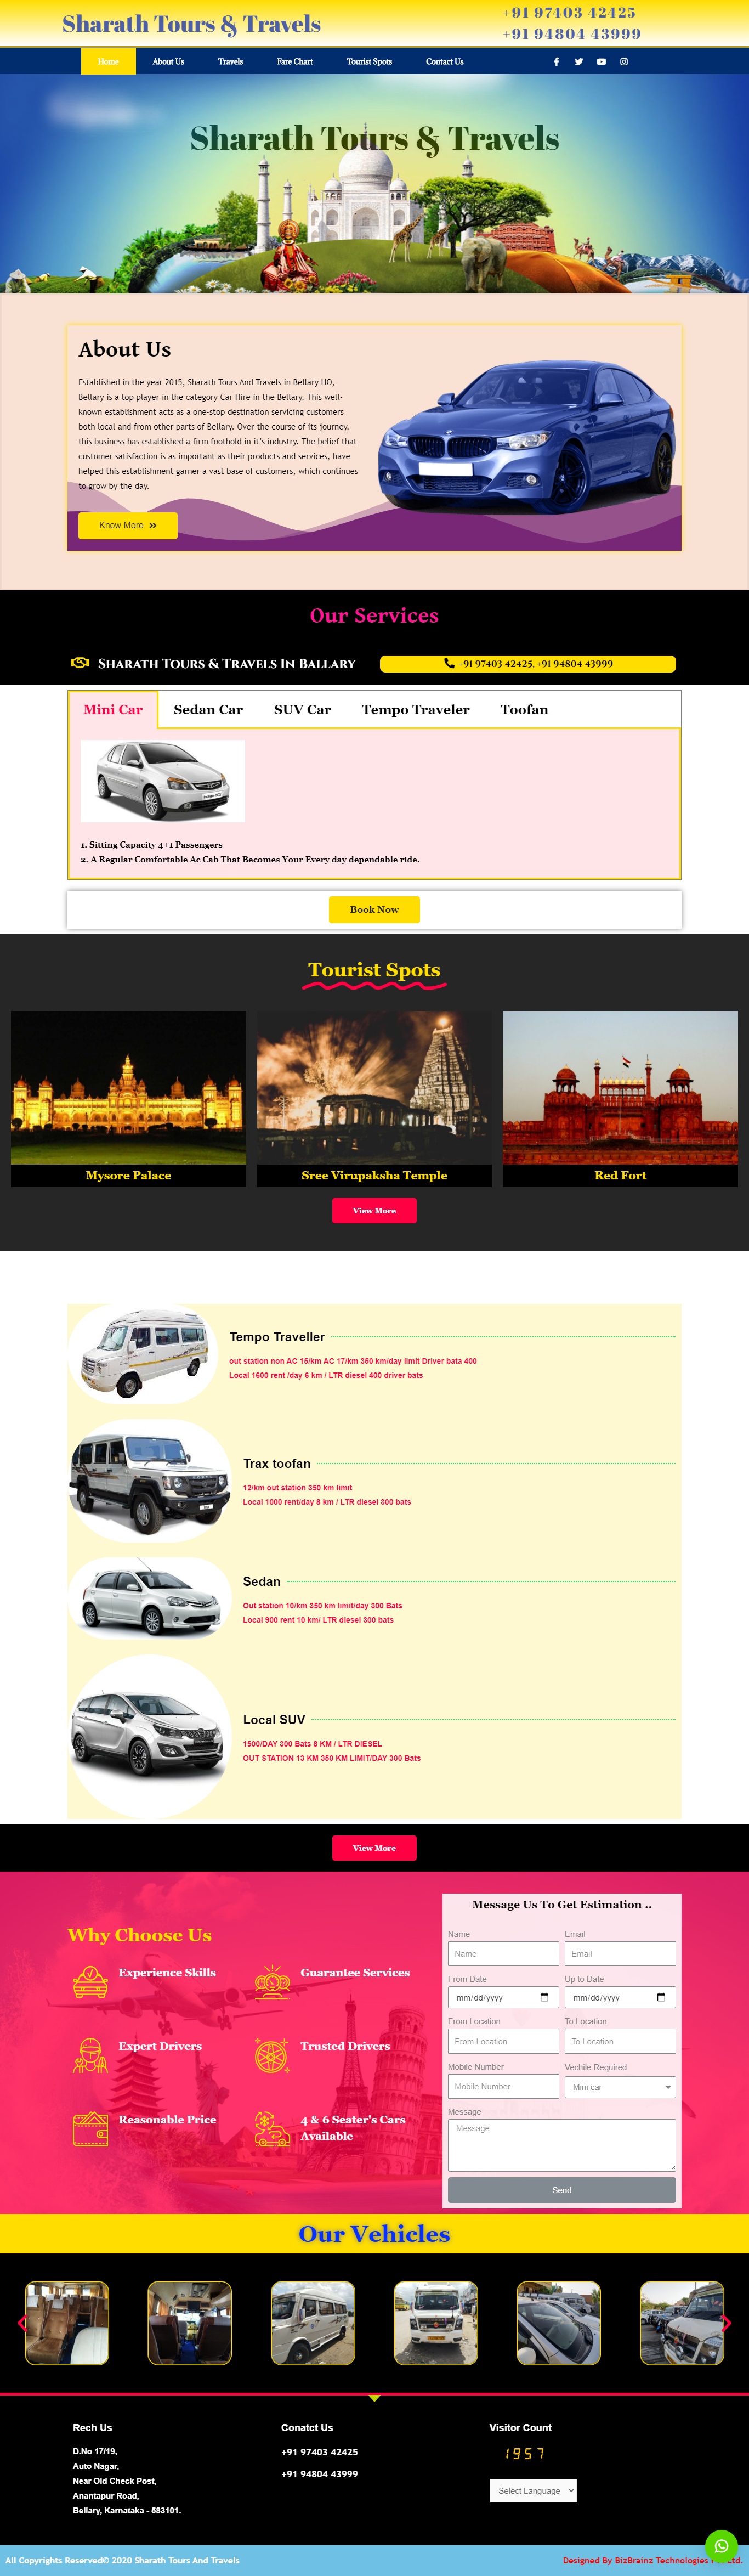 Sharath Tours & Travels
+91 97403 42425
+91 94804 43999
Home About Us Travels Fare Chart Tourist Spots Contact Us
Sharath Tours & Travels
About Us
Established in the year 2015, Sharath Tours And Travels in Bellary HO,
Bellary is a top player in the category Car Hire in the Bellary. This well-
known establishment acts as a one-stop destination servicing customers
both local and from other parts of Bellary. Over the course of its journey,
this business has established a firm foothold in it's industry. The belief that
customer satisfaction is as important as their products and services, have
helped this establishment garner a vast base of customers, which continues
to grow by the day.
Know More
Our Services
Sharath Tours & Travels In Ballary
+91 97403 42425, +91 94804 43999
Mini Car Sedan Car SUV Car Tempo Traveler Toofan
1. Sitting Capacity 4+1 Passengers
2. A Regular Comfortable Ac Cab That Becomes Your Every day dependable ride.
Book Now
Tourist Spots
Mysore Palace
Sree Virupaksha Temple
Red Fort
View More
Tempo Traveller
out station non AC 15/km AC 17/km 350 km/day limit Driver bata 400
Local 1600 rent /day 6 km / LTR diesel 400 driver bats
Trax toofan
12/km out station 350 km limit
Local 1000 rent/day 8 km / LTR diesel 300 bats
Sedan
Out station 10/km 350 km limit/day 300 Bats
Local 900 rent 10 km/ LTR diesel 300 bats
Local SUV
1500/DAY 300 Bats 8 KM / LTR DIESEL
OUT STATION 13 KM 350 KM LIMIT/DAY 300 Bats
View More
Why Choose Us
Experience Skills
Guarantee Services
Expert Drivers
Trusted Drivers
Reasonable Price
4 & 6 Seater's Cars
Available
Message Us To Get Estimation ..
Name Email
Name Email
From Date Up to Date
mm/dd/yyyy mm/dd/yyyy
From Location To Location
From Location To Location
Mobile Number Vechile Required
Mobile Number Mini car
Message
Message
Send
Our Vehicles
Rech Us
D.No 17/19,
Auto Nagar,
Near Old Check Post,
Anantapur Road,
Bellary, Karnataka - 583101.
Conatct Us
+91 97403 42425
+91 94804 43999
Visitor Count
1957
Select Language
All Copyrights Reserved© 2020 Sharath Tours And Travels
Designed By BizBrainz Technologies Ltd.